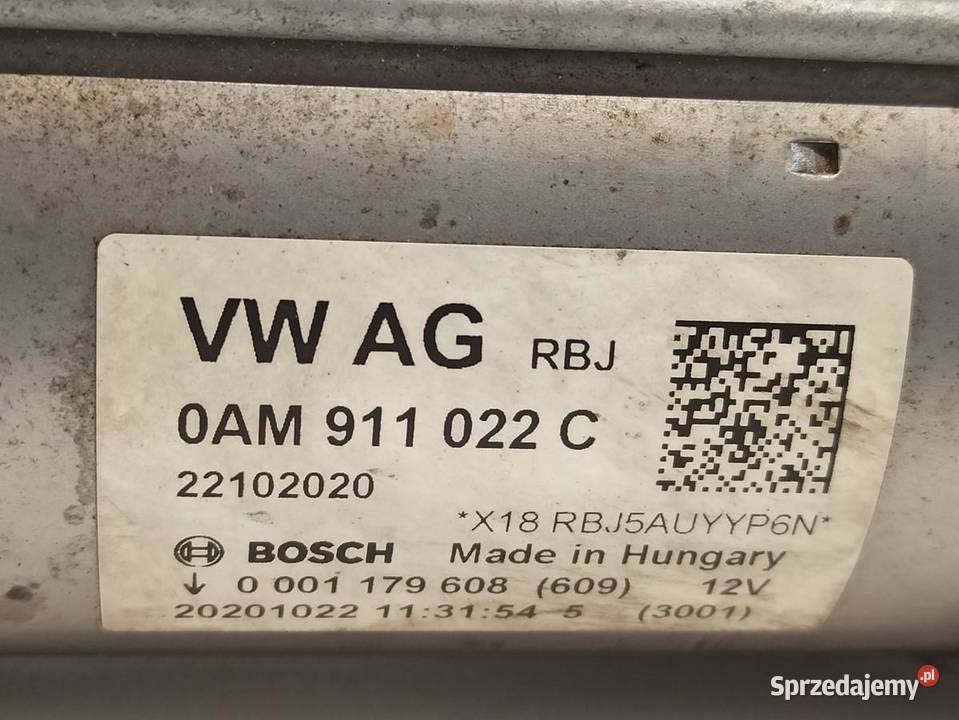 VW AG RBJ
0AM 911 022 C
22102020
*X18 RBJ5AUYYP6N*
BOSCH Made in Hungary
↓ 0 001 179 608 (609) 12V
20201022 11:31:54 5 (3001)
Sprzedajemy.pl